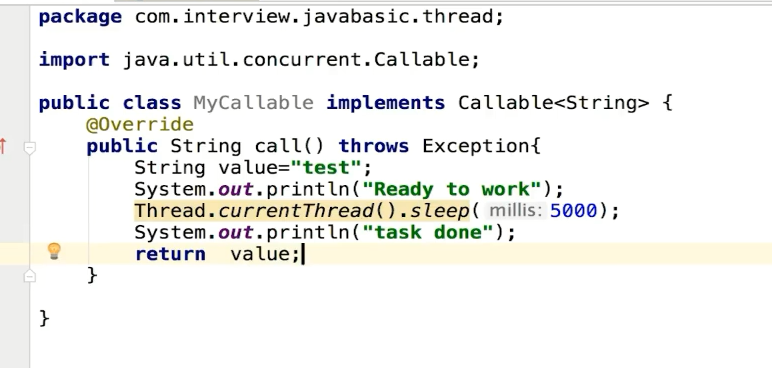 package com.interview.javabasic.thread;
import java.util.concurrent.Callable;
public class MyCallable implements Callable<String> {
@Override
public String call() throws Exception{
String value="test";
System.out.println("Ready to work");
Thread.currentThread().sleep( millis: 5000);
System.out.println("task done");
return  value;
}
}